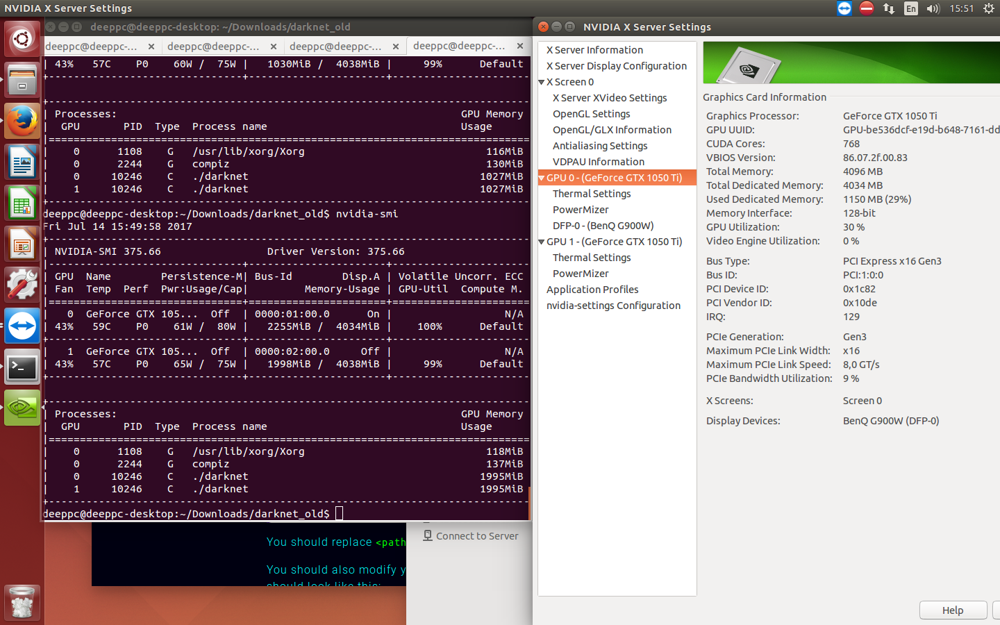 NVIDIA X Server Settings
En
15:51
deeppc@deeppc-desktop: ~/Downloads/darknet_old
deeppc@deeppc-... × deeppc@deeppc-... × deeppc@deeppc-... × deeppc@deeppc-... ×
| 43%   57C    P0    60W /  75W |   1030MiB /  4038MiB |     99%      Default
Processes:                                                       GPU Memory
GPU       PID  Type  Process name                               Usage
0      1108    G   /usr/lib/xorg/Xorg                             116MiB
0      2244    G   compiz                                         130MiB
0     10246    C   ./darknet                                     1027MiB
1     10246    C   ./darknet                                     1027MiB
deeppc@deeppc-desktop:~/Downloads/darknet_old$ nvidia-smi
Fri Jul 14 15:49:58 2017
| NVIDIA-SMI 375.66                 Driver Version: 375.66
| GPU  Name        Persistence-M| Bus-Id        Disp.A | Volatile Uncorr. ECC
| Fan  Temp  Perf  Pwr:Usage/Cap|         Memory-Usage | GPU-Util  Compute M.
|   0  GeForce GTX 105...  Off  | 0000:01:00.0      On |                  N/A
| 43%   59C    P0    61W /  80W |   2255MiB /  4034MiB |    100%      Default
|   1  GeForce GTX 105...  Off  | 0000:02:00.0     Off |                  N/A
| 43%   57C    P0    65W /  75W |   1998MiB /  4038MiB |     99%      Default
Processes:                                                       GPU Memory
GPU       PID  Type  Process name                               Usage
0      1108    G   /usr/lib/xorg/Xorg                             118MiB
0      2244    G   compiz                                         137MiB
0     10246    C   ./darknet                                     1995MiB
1     10246    C   ./darknet                                     1995MiB
deeppc@deeppc-desktop:~/Downloads/darknet_old$
You should replace <path
You should also modify y
should look like this:
Connect to Server
NVIDIA X Server Settings
X Server Information
X Server Display Configuration
X Screen 0
X Server XVideo Settings
OpenGL Settings
OpenGL/GLX Information
Antialiasing Settings
VDPAU Information
GPU 0 - (GeForce GTX 1050 Ti)
Thermal Settings
PowerMizer
DFP-0 - (BenQ G900W)
GPU 1 - (GeForce GTX 1050 Ti)
Thermal Settings
PowerMizer
Application Profiles
nvidia-settings Configuration
Graphics Card Information
Graphics Processor: GeForce GTX 1050 Ti
GPU UUID: GPU-be536dcf-e19d-b648-7161-dd
CUDA Cores: 768
VBIOS Version: 86.07.2f.00.83
Total Memory: 4096 MB
Total Dedicated Memory: 4034 MB
Used Dedicated Memory: 1150 MB (29%)
Memory Interface: 128-bit
GPU Utilization: 30 %
Video Engine Utilization: 0 %
Bus Type: PCI Express x16 Gen3
Bus ID: PCI:1:0:0
PCI Device ID: 0x1c82
PCI Vendor ID: 0x10de
IRQ: 129
PCIe Generation: Gen3
Maximum PCIe Link Width: x16
Maximum PCIe Link Speed: 8,0 GT/s
PCIe Bandwidth Utilization: 9 %
X Screens: Screen 0
Display Devices: BenQ G900W (DFP-0)
Help